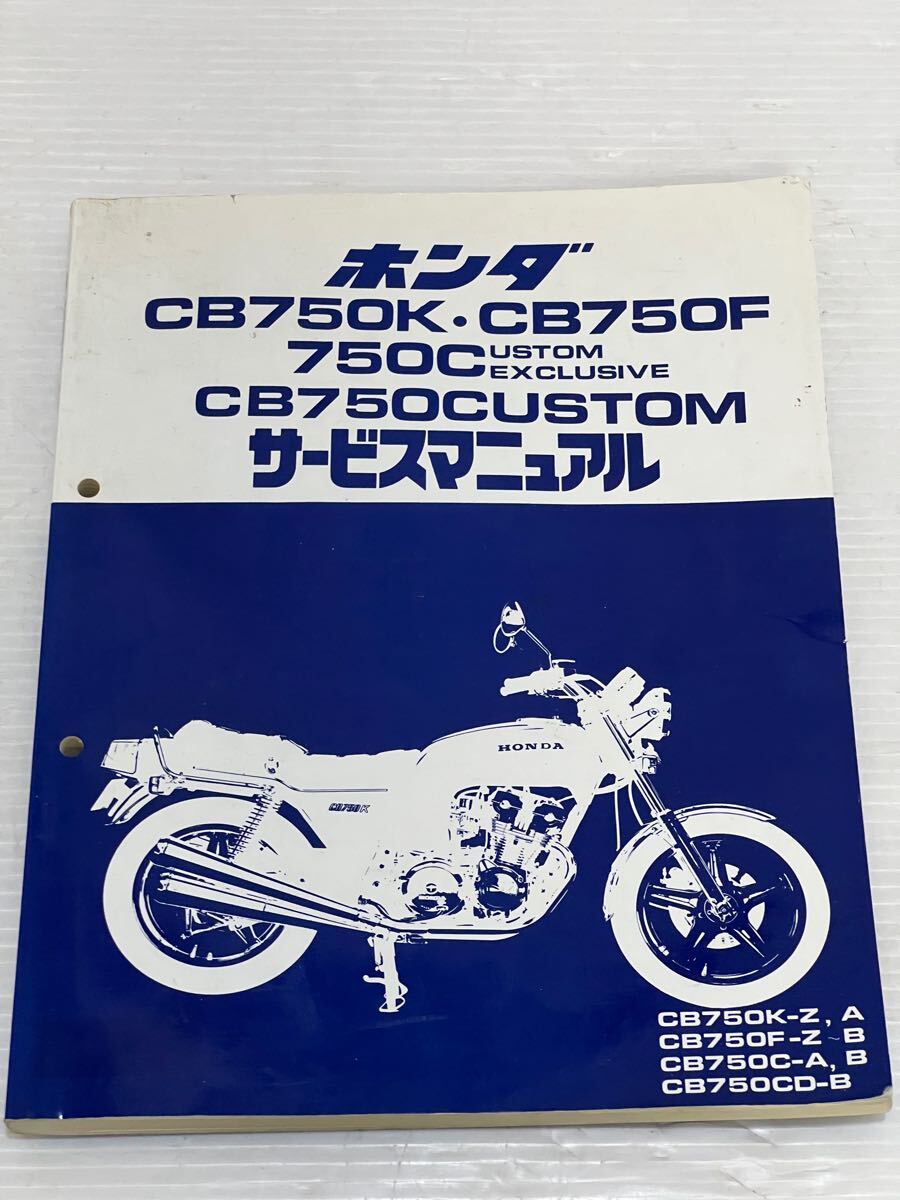 ホンダ
CB750K・CB750F
750CUSTOM
EXCLUSIVE
CB750CUSTOM
サービスマニュアル
HONDA
CB750K
CB750K-Z, A
CB750F-Z~B
CB750C-A, B
CB750CD-B